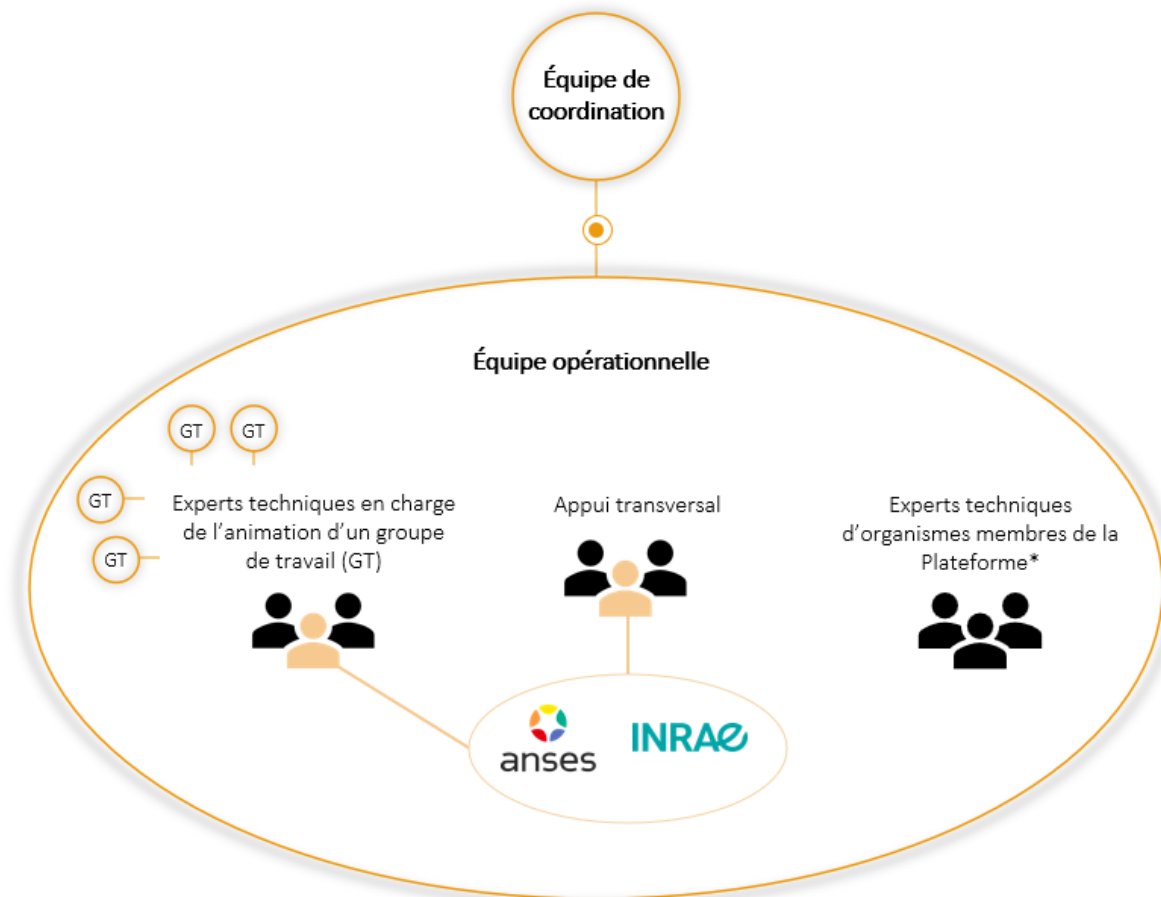 Équipe de
coordination
Équipe opérationnelle
GT
GT
GT
GT
Experts techniques en charge
de l'animation d'un groupe
de travail (GT)
Appui transversal
Experts techniques
d'organismes membres de la
Plateforme*
anses
INRAE